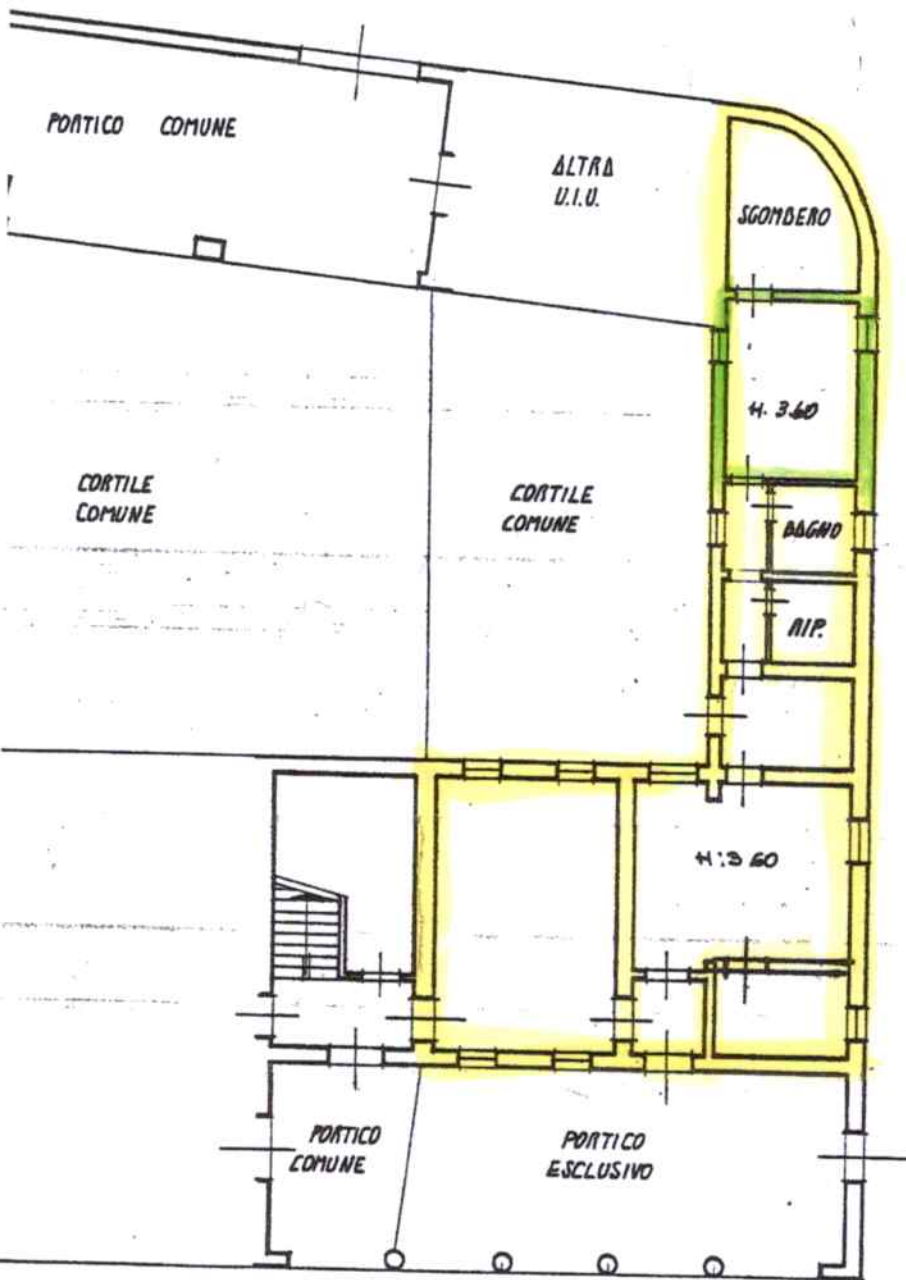 PORTICO COMUNE
ALTRA
U.I.U.
SGOMBERO
H. 3.60
CORTILE
COMUNE
CORTILE
COMUNE
BAGNO
RIP.
H: 3.60
PORTICO
COMUNE
PORTICO
ESCLUSIVO